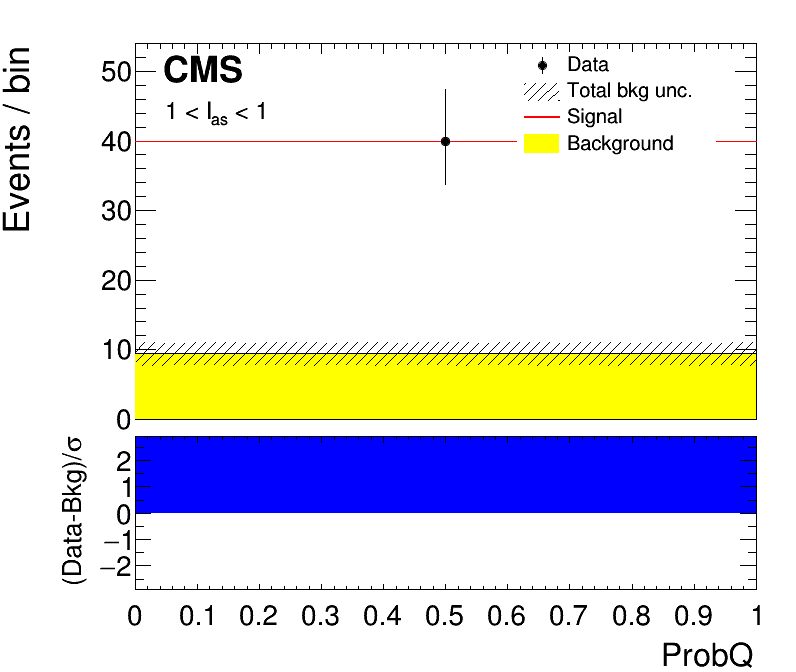 Events / bin
CMS
1 < Ias < 1
Data
Total bkg unc.
Signal
Background
50
40
30
20
10
0
(Data-Bkg)/σ
2
1
0
−1
−2
0 0.1 0.2 0.3 0.4 0.5 0.6 0.7 0.8 0.9 1
ProbQ